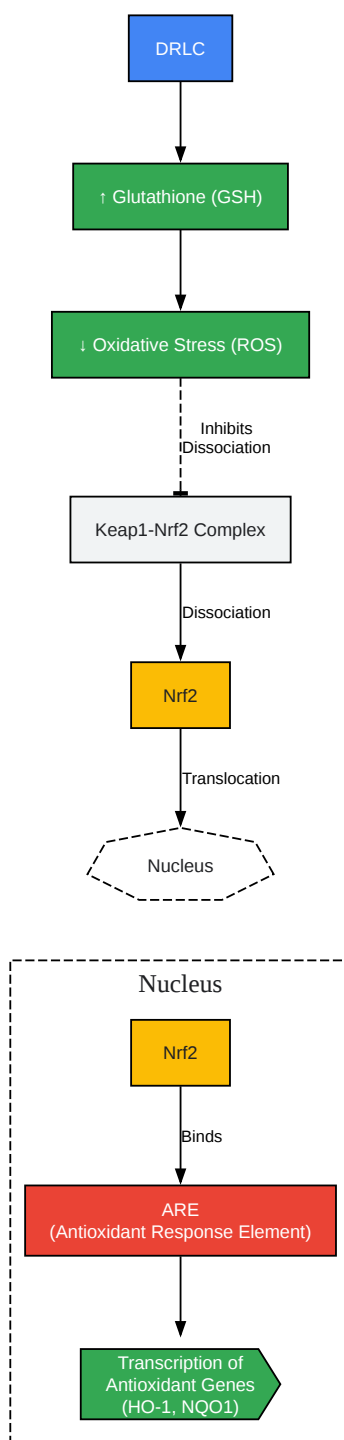 DRLC
↑ Glutathione (GSH)
↓ Oxidative Stress (ROS)
Inhibits
Dissociation
Keap1-Nrf2 Complex
Dissociation
Nrf2
Translocation
Nucleus
Nucleus
Nrf2
Binds
ARE
(Antioxidant Response Element)
Transcription of
Antioxidant Genes
(HO-1, NQO1)